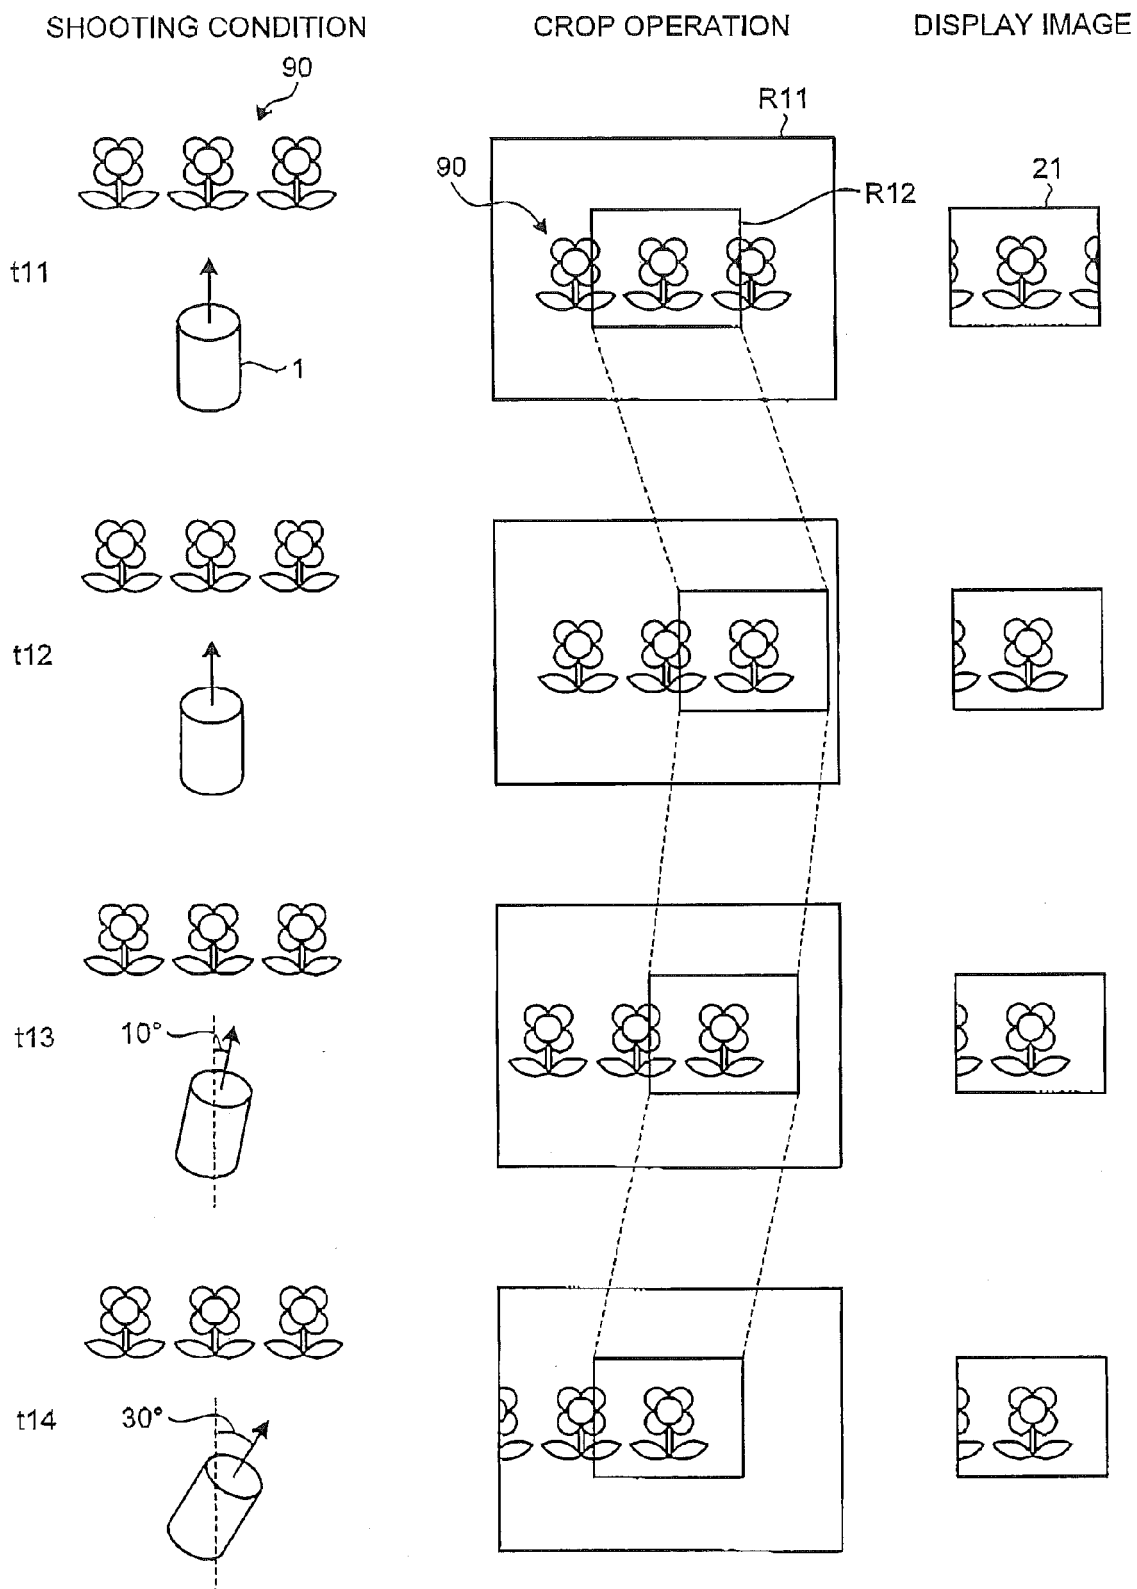 SHOOTING CONDITION
CROP OPERATION
DISPLAY IMAGE
90
R11
90
R12
21
t11
1
t12
t13
10°
t14
30°